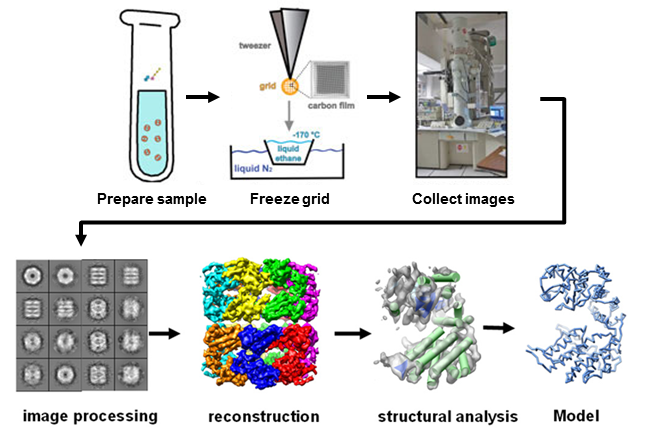 tweezer
grid
carbon film
-170 °C
liquid
ethane
liquid N₂
Prepare sample
Freeze grid
Collect images
image processing
reconstruction
structural analysis
Model